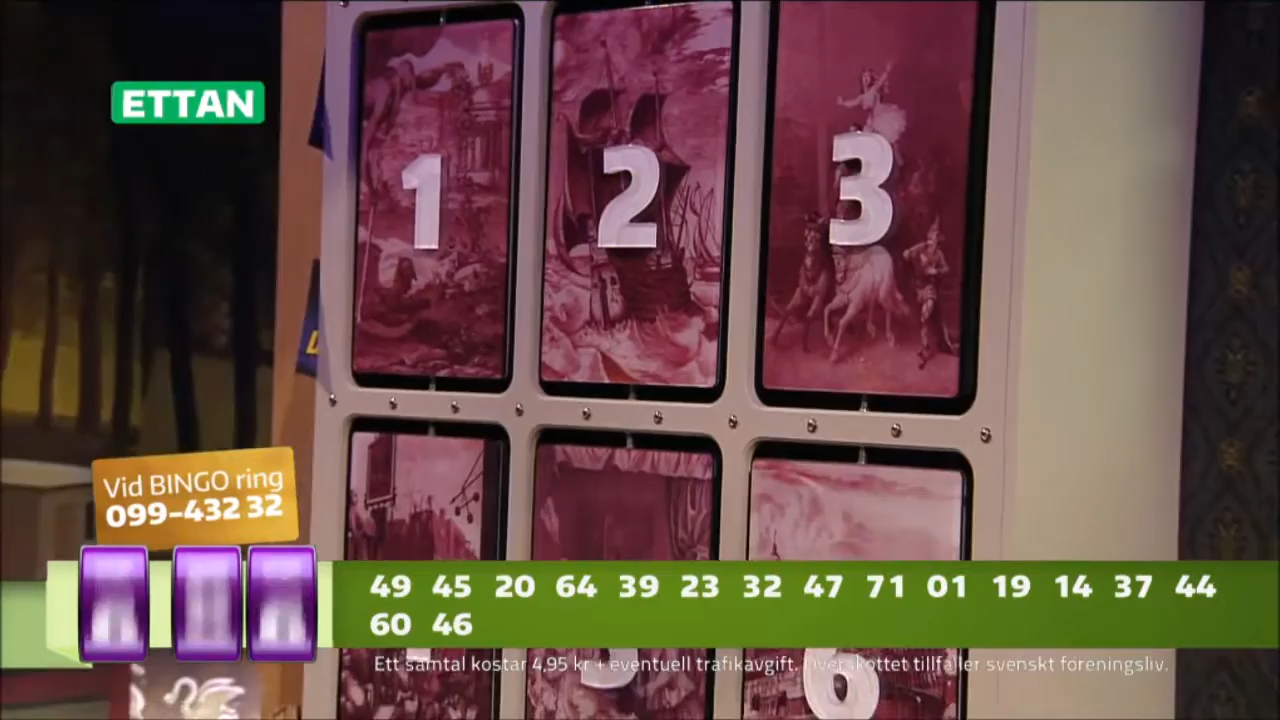 ETTAN
1 2 3
Vid BINGO ring
099-432 32
49 45 20 64 39 23 32 47 71 01 19 14 37 44
60 46
Ett samtal kostar 4,95 kr + eventuell trafikavgift. Överskottet tillfaller svenskt föreningsliv.
6